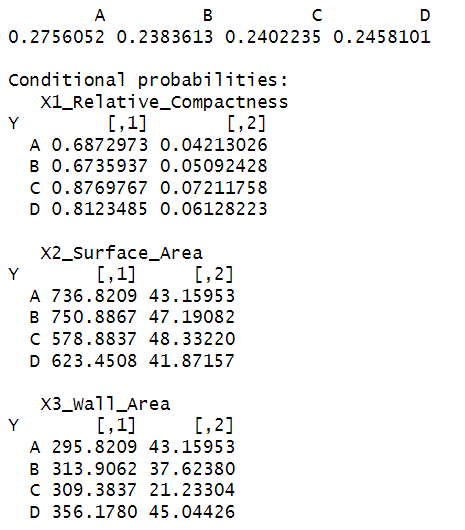 A         B         C         D
0.2756052 0.2383613 0.2402235 0.2458101

Conditional probabilities:
   X1_Relative_Compactness
Y        [,1]       [,2]
  A 0.6872973 0.04213026
  B 0.6735937 0.05092428
  C 0.8769767 0.07211758
  D 0.8123485 0.06128223

   X2_Surface_Area
Y       [,1]     [,2]
  A 736.8209 43.15953
  B 750.8867 47.19082
  C 578.8837 48.33220
  D 623.4508 41.87157

   X3_Wall_Area
Y       [,1]     [,2]
  A 295.8209 43.15953
  B 313.9062 37.62380
  C 309.3837 21.23304
  D 356.1780 45.04426